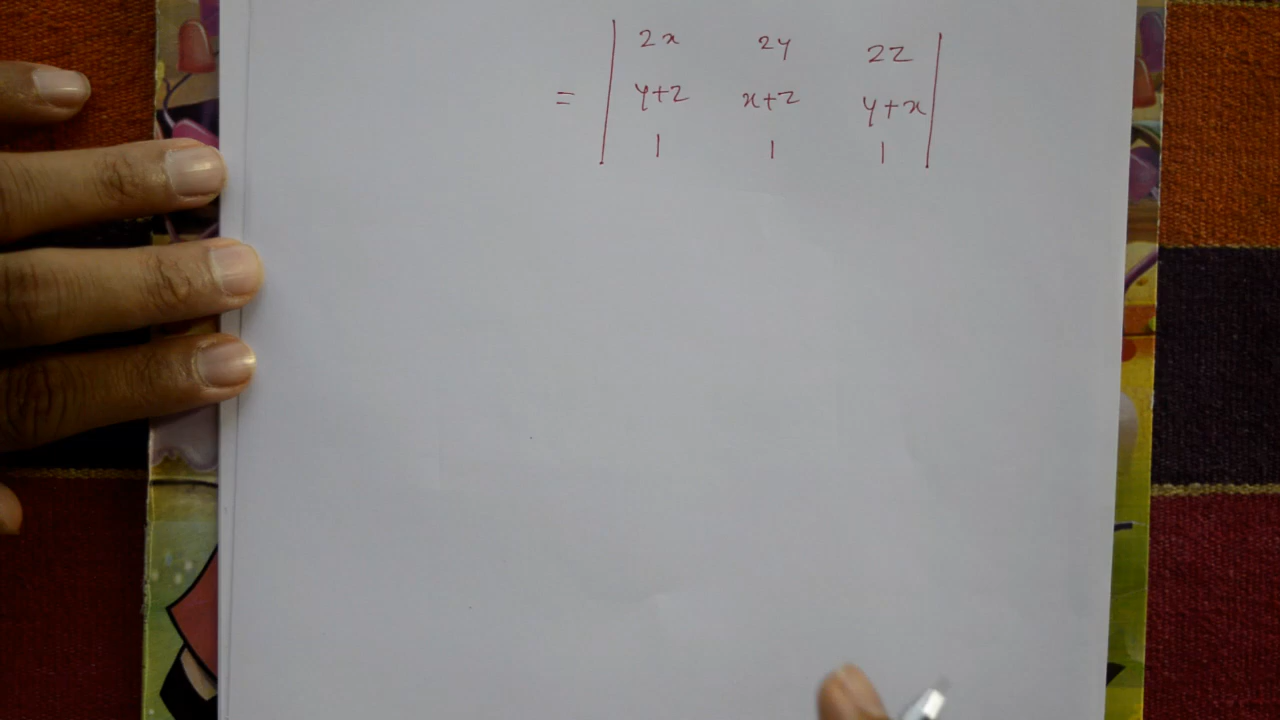 2x 2y 2z
= y+z x+z y+x
1 1 1